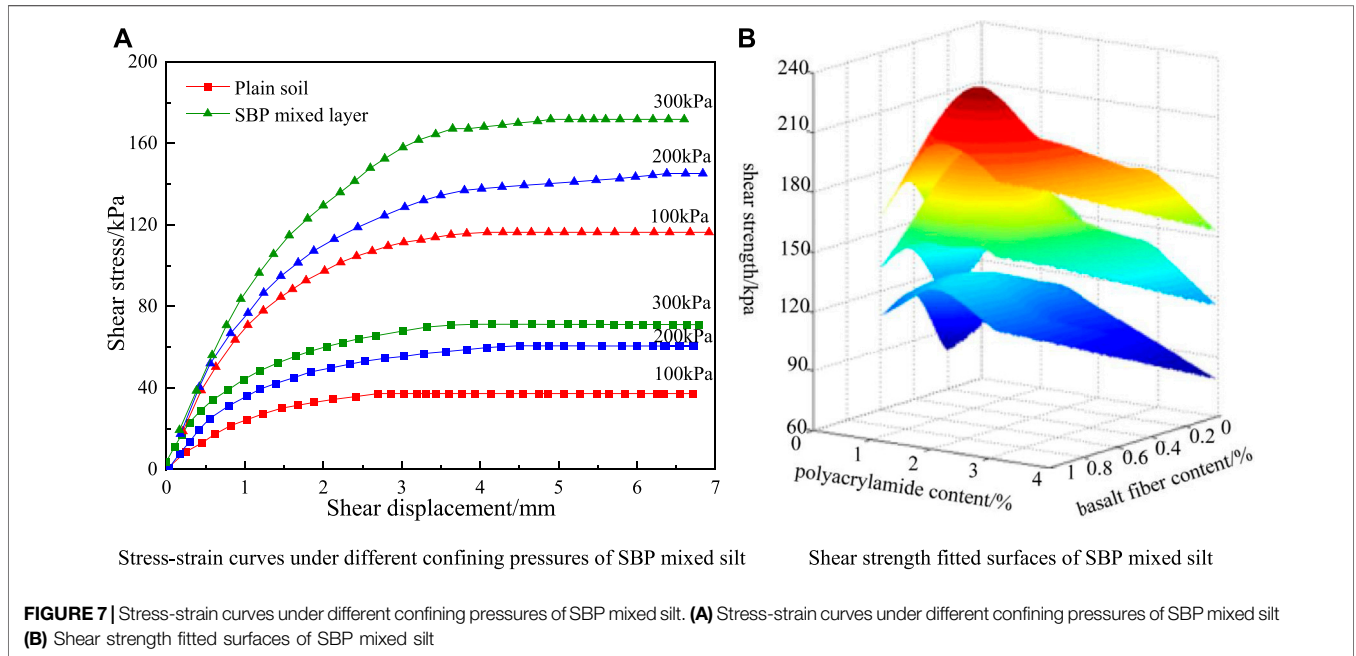 A
200
160
120
80
40
0
Shear stress/kPa
Plain soil
SBP mixed layer
300kPa
200kPa
100kPa
300kPa
200kPa
100kPa
0 1 2 3 4 5 6 7
Shear displacement/mm
Stress-strain curves under different confining pressures of SBP mixed silt
B
240
210
180
150
120
90
60
shear strength/kpa
0 1 2 3 4
polyacrylamide content/%
1 0.8 0.6 0.4 0.2 0
basalt fiber content/%
Shear strength fitted surfaces of SBP mixed silt
FIGURE 7 | Stress-strain curves under different confining pressures of SBP mixed silt. (A) Stress-strain curves under different confining pressures of SBP mixed silt
(B) Shear strength fitted surfaces of SBP mixed silt